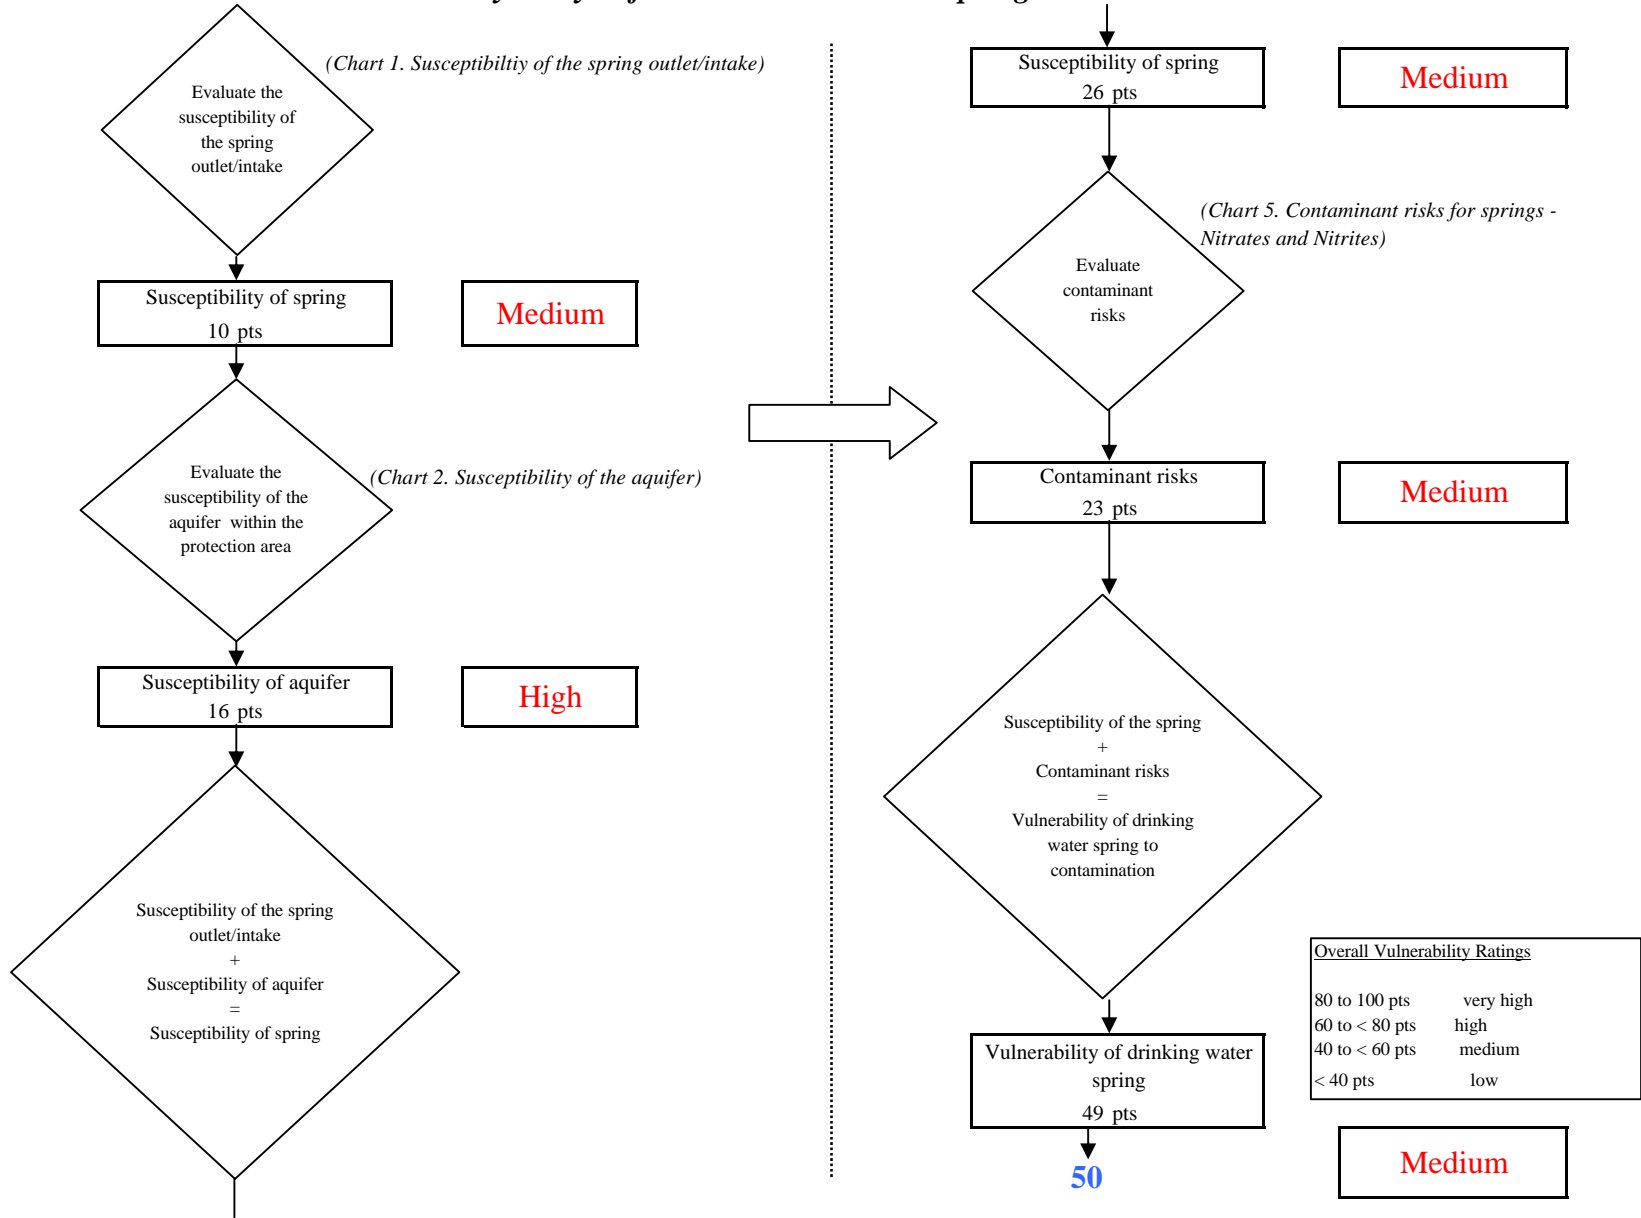 (Chart 1. Susceptibiltiy of the spring outlet/intake)
Evaluate the
susceptibility of
the spring
outlet/intake
Susceptibility of spring
10 pts
Medium
Evaluate the
susceptibility of the
aquifer within the
protection area
(Chart 2. Susceptibility of the aquifer)
Susceptibility of aquifer
16 pts
High
Susceptibility of the spring
outlet/intake
+
Susceptibility of aquifer
=
Susceptibility of spring
Susceptibility of spring
26 pts
Medium
(Chart 5. Contaminant risks for springs -
Nitrates and Nitrites)
Evaluate
contaminant
risks
Contaminant risks
23 pts
Medium
Susceptibility of the spring
+
Contaminant risks
=
Vulnerability of drinking
water spring to
contamination
Overall Vulnerability Ratings
80 to 100 pts very high
60 to < 80 pts high
40 to < 60 pts medium
< 40 pts low
Vulnerability of drinking water
spring
49 pts
50
Medium